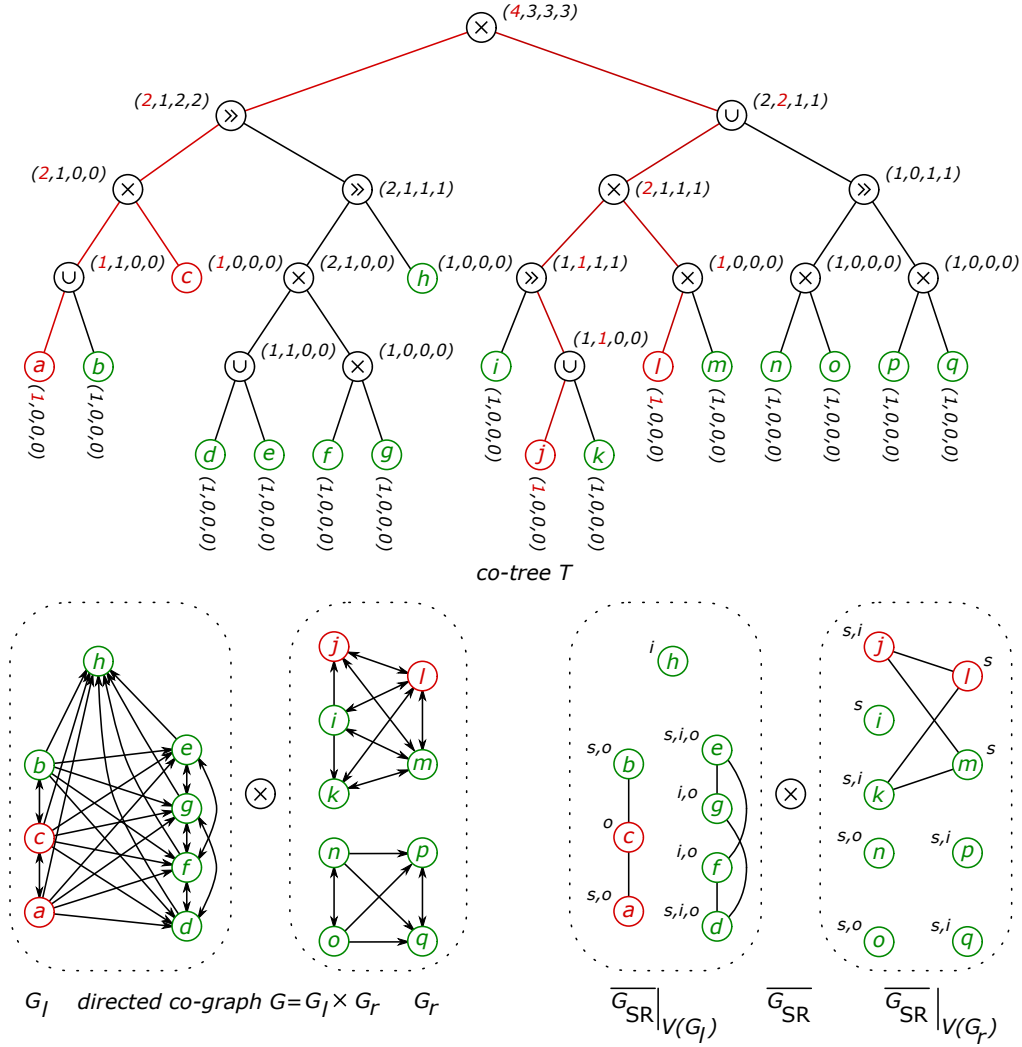 × (4,3,3,3)
(2,1,2,2) » ∪ (2,2,1,1)
(2,1,0,0) × » (2,1,1,1) × (2,1,1,1) » (1,0,1,1)
∪ (1,1,0,0) c (1,0,0,0) × (2,1,0,0) h (1,0,0,0) » (1,1,1,1) × (1,0,0,0) × (1,0,0,0) × (1,0,0,0)
a b ∪ (1,1,0,0) × (1,0,0,0) i ∪ (1,1,0,0) l m n o p q
(1,0,0,0) (1,0,0,0) (1,0,0,0) (1,0,0,0) (1,0,0,0) (1,0,0,0) (1,0,0,0) (1,0,0,0) (1,0,0,0)
d e f g j k
(1,0,0,0) (1,0,0,0) (1,0,0,0) (1,0,0,0) (1,0,0,0) (1,0,0,0)
co-tree T
h
b
c
a
e
g
f
d
×
j
l
i
m
k
n
p
o
q
i h
s,o b
o c
s,o a
s,i,o e
i,o g
i,o f
s,i,o d
×
s,i j
s l
s i
s m
s,i k
s,o n
s,i p
s,o o
s,i q
G_l directed co-graph G=G_l × G_r G_r
\overline{G_SR}|_V(G_l) \overline{G_SR} \overline{G_SR}|_V(G_r)